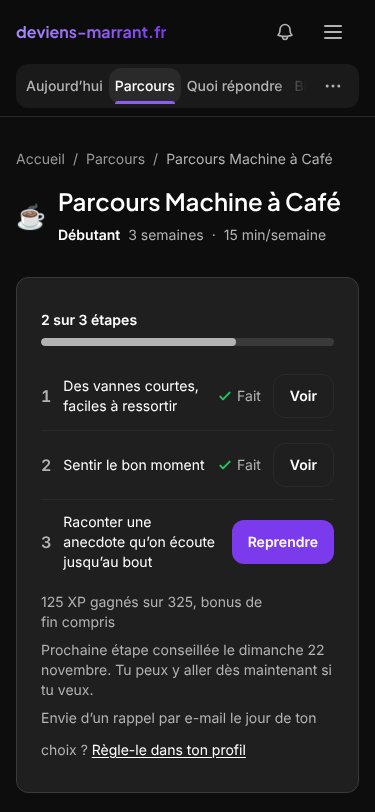 deviens-marrant.fr
Aujourd’hui Parcours Quoi répondre
Accueil / Parcours / Parcours Machine à Café
Parcours Machine à Café
Débutant 3 semaines · 15 min/semaine
2 sur 3 étapes
1 Des vannes courtes, faciles à ressortir Fait Voir
2 Sentir le bon moment Fait Voir
3 Raconter une anecdote qu’on écoute jusqu’au bout Reprendre
125 XP gagnés sur 325, bonus de
fin compris
Prochaine étape conseillée le dimanche 22
novembre. Tu peux y aller dès maintenant si
tu veux.
Envie d’un rappel par e-mail le jour de ton
choix ? Règle-le dans ton profil